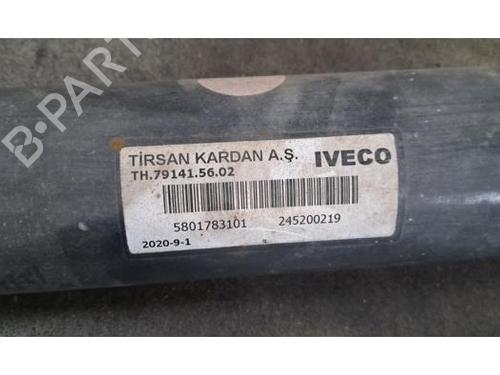 B-PARTS
TİRSAN KARDAN A.Ş. IVECO
TH.79141.56.02
5801783101 245200219
2020-9-1